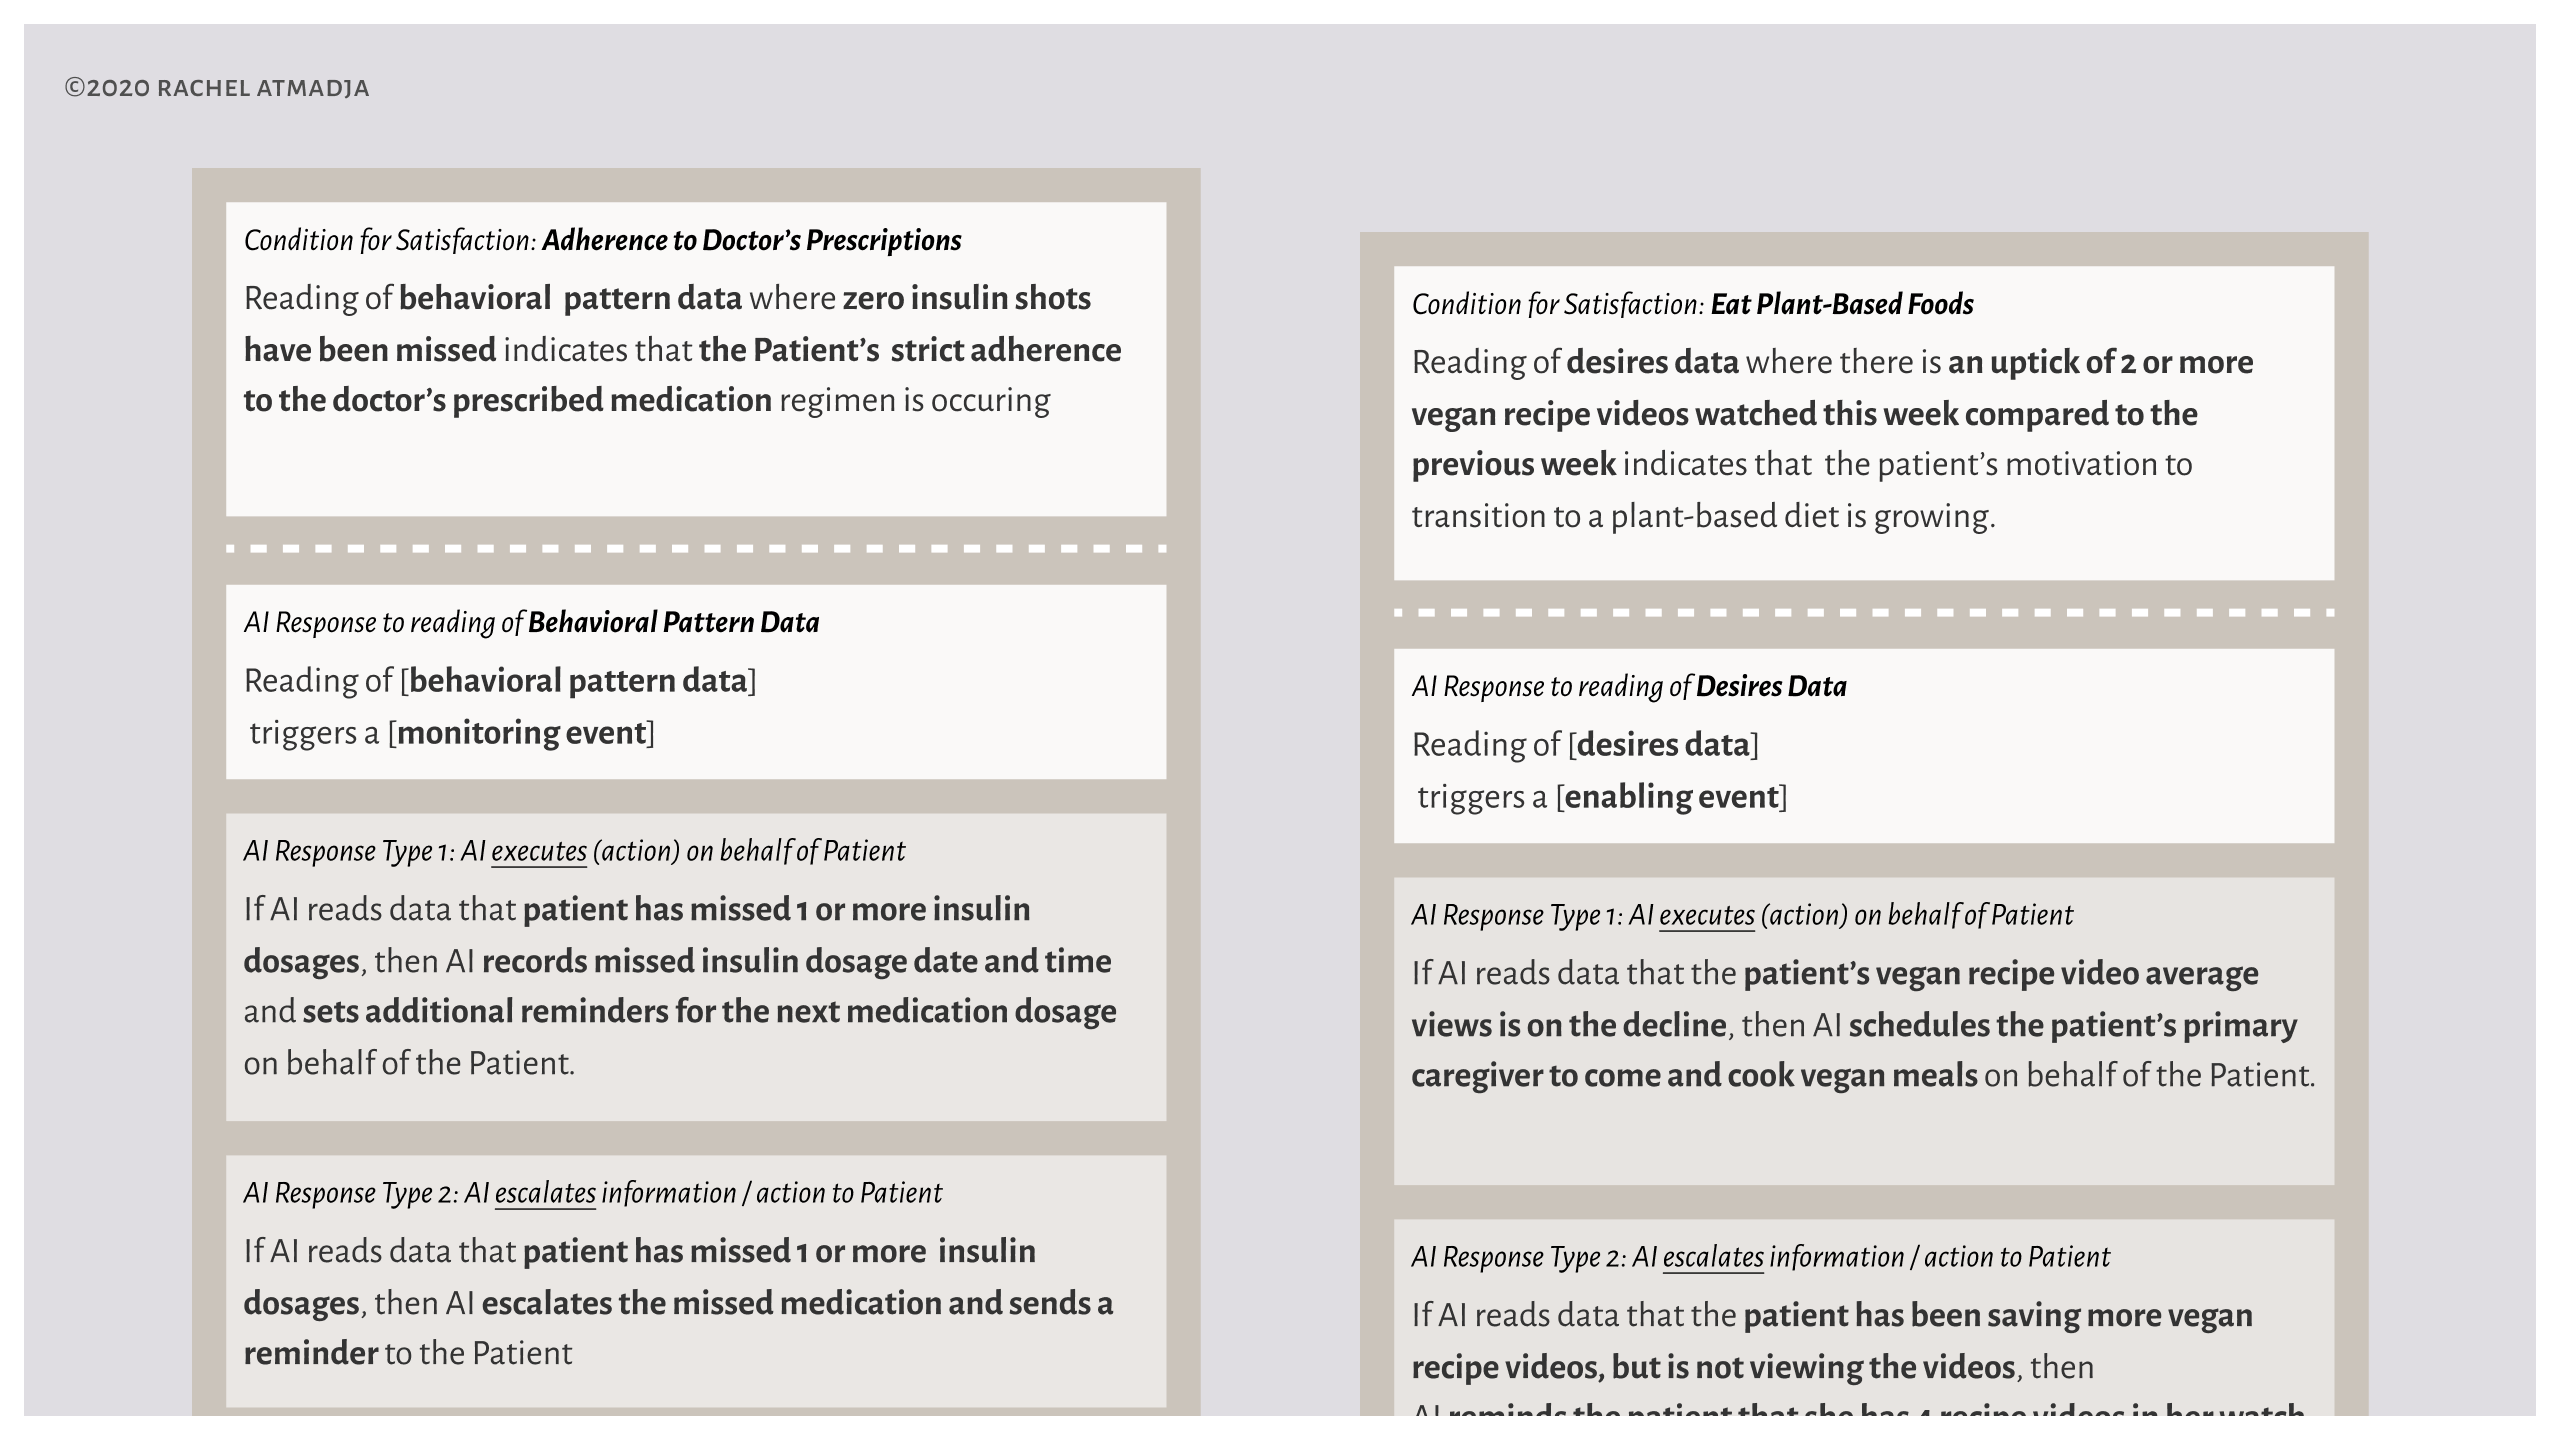 ©2020 RACHEL ATMADJA
Condition for Satisfaction: Adherence to Doctor’s Prescriptions
Reading of behavioral pattern data where zero insulin shots
have been missed indicates that the Patient’s strict adherence
to the doctor’s prescribed medication regimen is occuring
AI Response to reading of Behavioral Pattern Data
Reading of [behavioral pattern data]
triggers a [monitoring event]
AI Response Type 1: AI executes (action) on behalf of Patient
If AI reads data that patient has missed 1 or more insulin
dosages, then AI records missed insulin dosage date and time
and sets additional reminders for the next medication dosage
on behalf of the Patient.
AI Response Type 2: AI escalates information / action to Patient
If AI reads data that patient has missed 1 or more insulin
dosages, then AI escalates the missed medication and sends a
reminder to the Patient
Condition for Satisfaction: Eat Plant-Based Foods
Reading of desires data where there is an uptick of 2 or more
vegan recipe videos watched this week compared to the
previous week indicates that the patient’s motivation to
transition to a plant-based diet is growing.
AI Response to reading of Desires Data
Reading of [desires data]
triggers a [enabling event]
AI Response Type 1: AI executes (action) on behalf of Patient
If AI reads data that the patient’s vegan recipe video average
views is on the decline, then AI schedules the patient’s primary
caregiver to come and cook vegan meals on behalf of the Patient.
AI Response Type 2: AI escalates information / action to Patient
If AI reads data that the patient has been saving more vegan
recipe videos, but is not viewing the videos, then
AI reminds the patient that she has 4 recipe videos in her watch